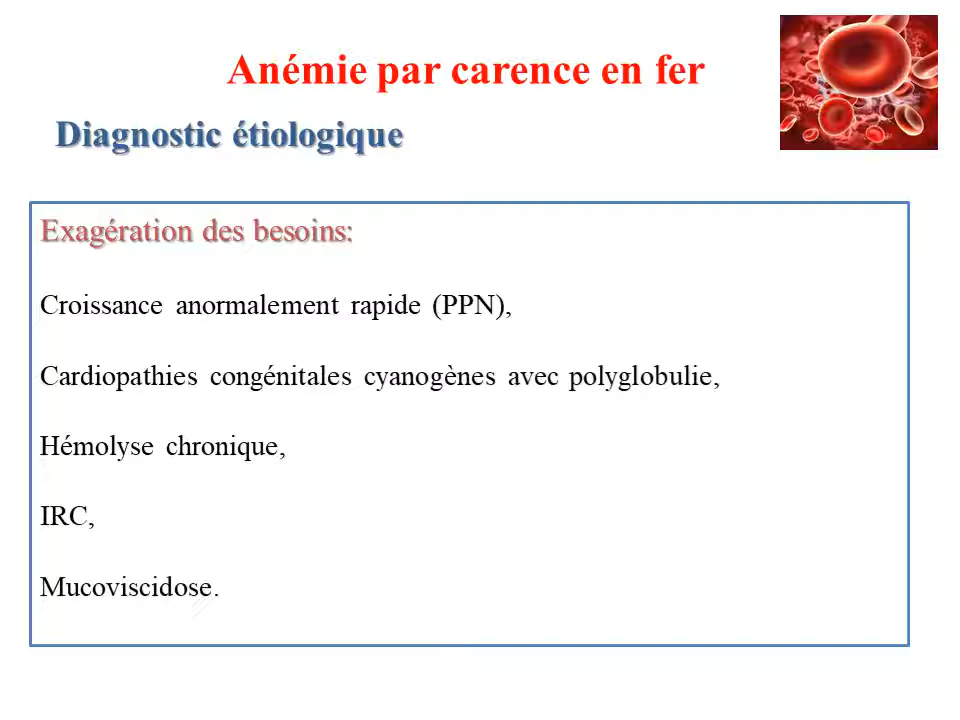 Anémie par carence en fer
Diagnostic étiologique
Exagération des besoins:
Croissance anormalement rapide (PPN),
Cardiopathies congénitales cyanogènes avec polyglobulie,
Hémolyse chronique,
IRC,
Mucoviscidose.